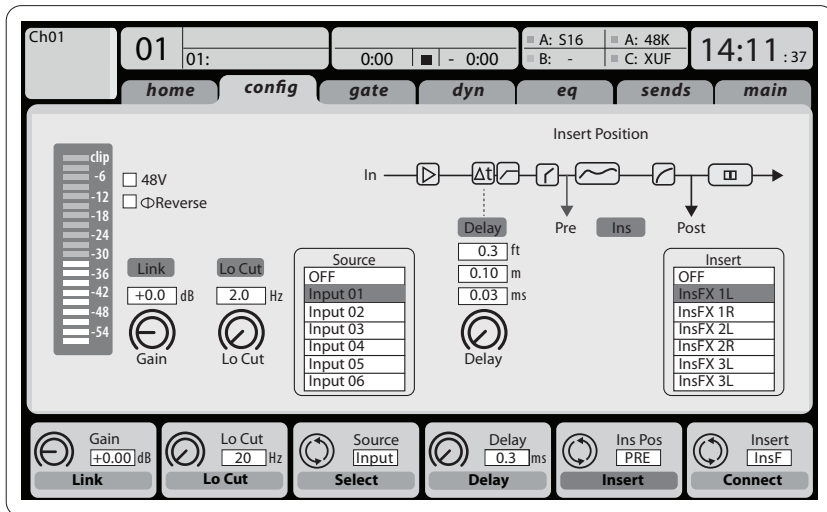 Ch01
01
01:
0:00 - 0:00
A: S16
B: -
A: 48K
C: XUF
14:11 :37
home config gate dyn eq sends main
Insert Position
clip
-6
-12
-18
-24
-30
-36
-42
-48
-54
48V
ΦReverse
In
Δt
Delay
Pre
Ins
Post
0.3 ft
0.10 m
0.03 ms
Delay
Link
+0.0 dB
Gain
Lo Cut
2.0 Hz
Lo Cut
Source
OFF
Input 01
Input 02
Input 03
Input 04
Input 05
Input 06
Insert
OFF
InsFX 1L
InsFX 1R
InsFX 2L
InsFX 2R
InsFX 3L
InsFX 3L
Gain
+0.00 dB
Link
Lo Cut
20 Hz
Lo Cut
Source
Input
Select
Delay
0.3 ms
Delay
Ins Pos
PRE
Insert
Insert
InsF
Connect